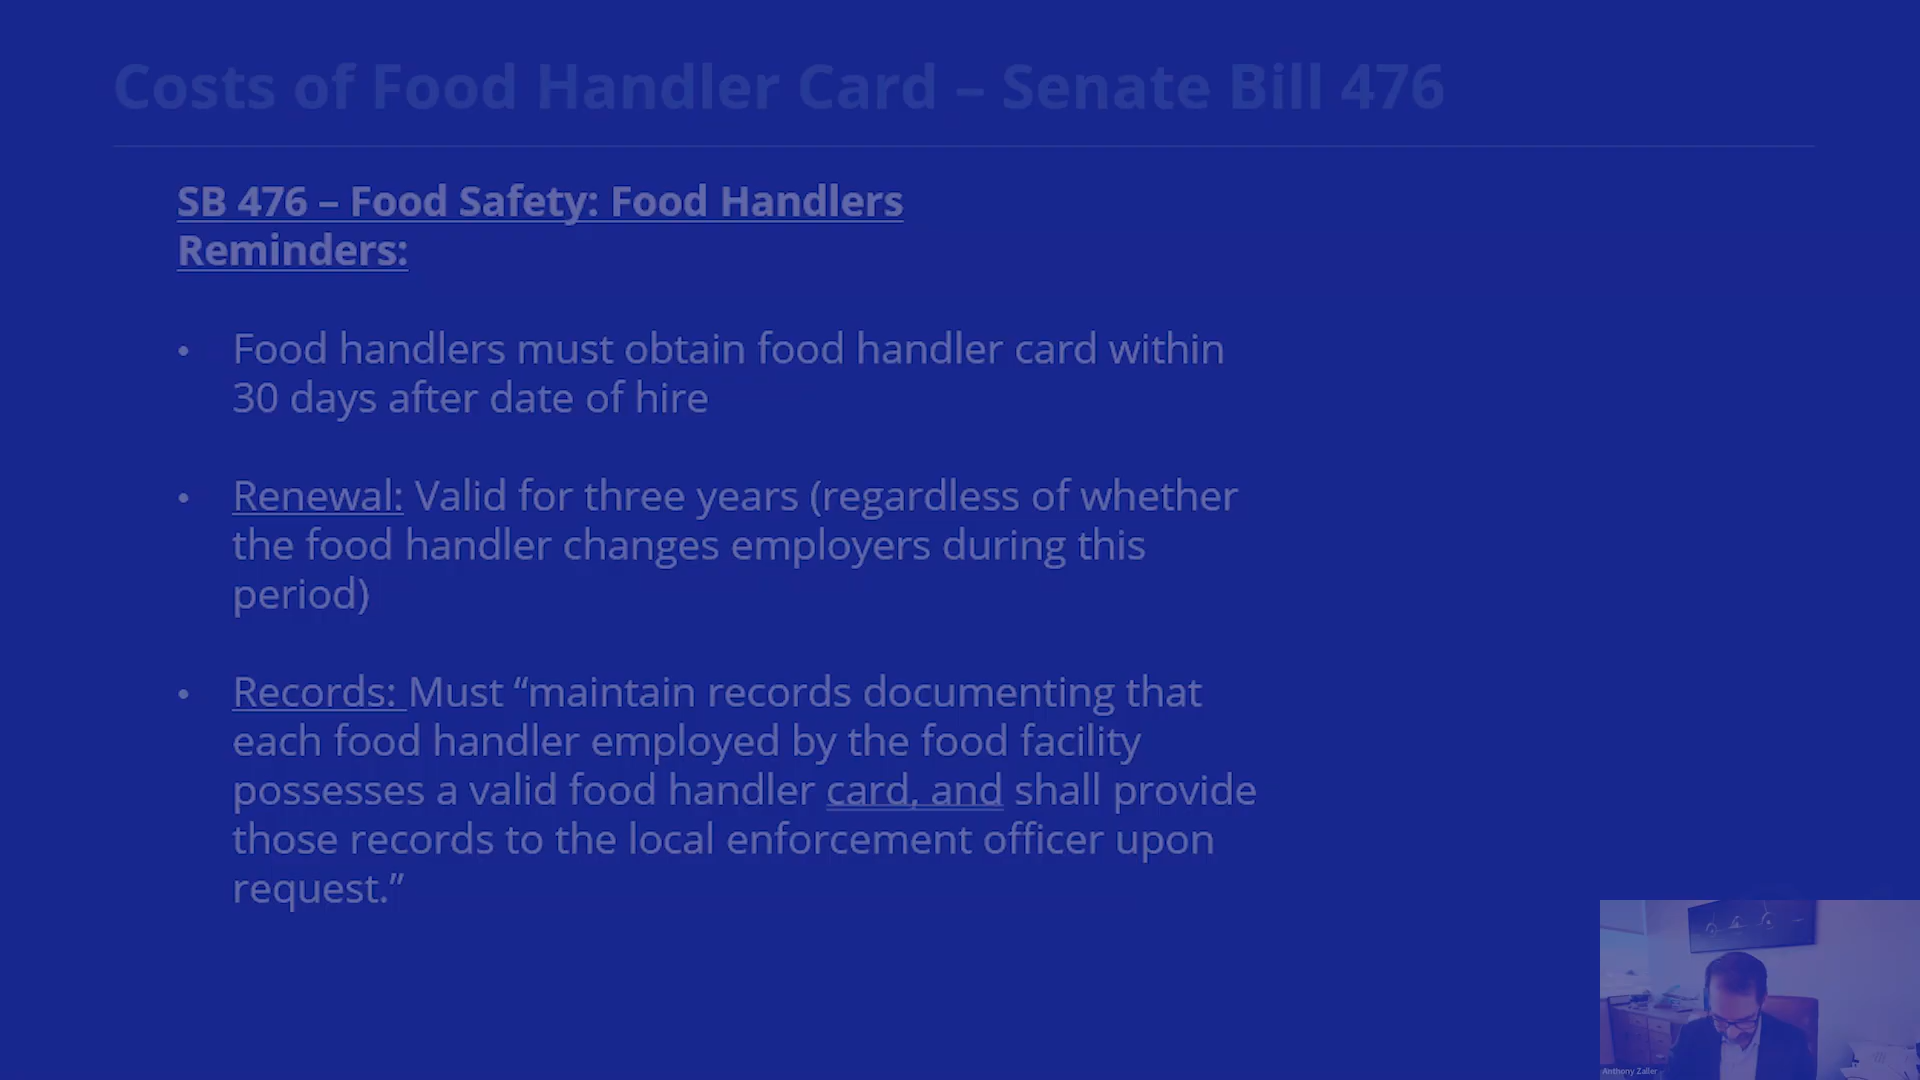 Costs of Food Handler Card – Senate Bill 476
SB 476 – Food Safety: Food Handlers
Reminders:
• Food handlers must obtain food handler card within
30 days after date of hire
• Renewal: Valid for three years (regardless of whether
the food handler changes employers during this
period)
• Records: Must “maintain records documenting that
each food handler employed by the food facility
possesses a valid food handler card, and shall provide
those records to the local enforcement officer upon
request.”
Anthony Zaller